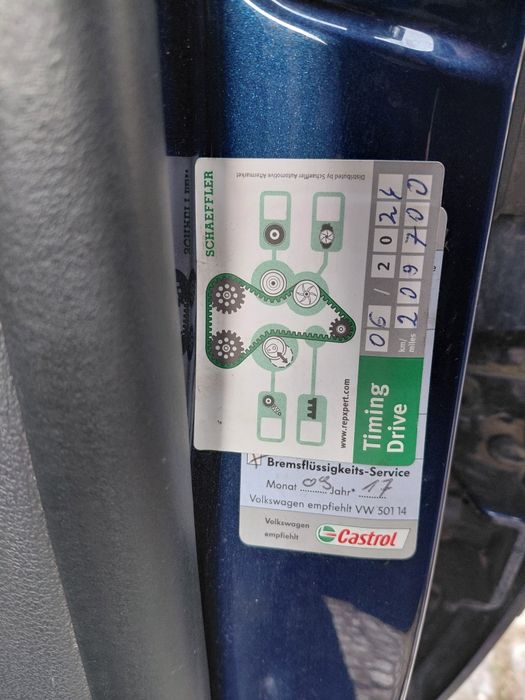 SCHAEFFLER
Distributed by Schaeffler Automotive Aftermarket
www.repxpert.com
Timing
Drive
06 / 2021
km/
miles
209700
Bremsflüssigkeits-Service
Monat 09 Jahr* 17
Volkswagen empfiehlt VW 501 14
Volkswagen
empfiehlt
Castrol